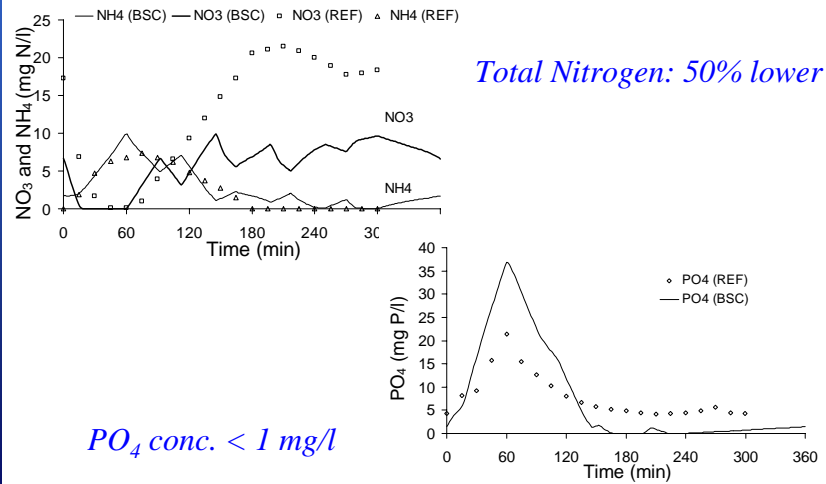 NH4 (BSC) NO3 (BSC) NO3 (REF) NH4 (REF)
Total Nitrogen: 50% lower
NO3 and NH4 (mg N/l)
25
20
15
10
5
0
NO3
NH4
0 60 120 180 240 30
Time (min)
PO4 (mg P/l)
40
35
30
25
20
15
10
5
0
PO4 (REF)
PO4 (BSC)
0 60 120 180 240 300 360
Time (min)
PO4 conc. < 1 mg/l